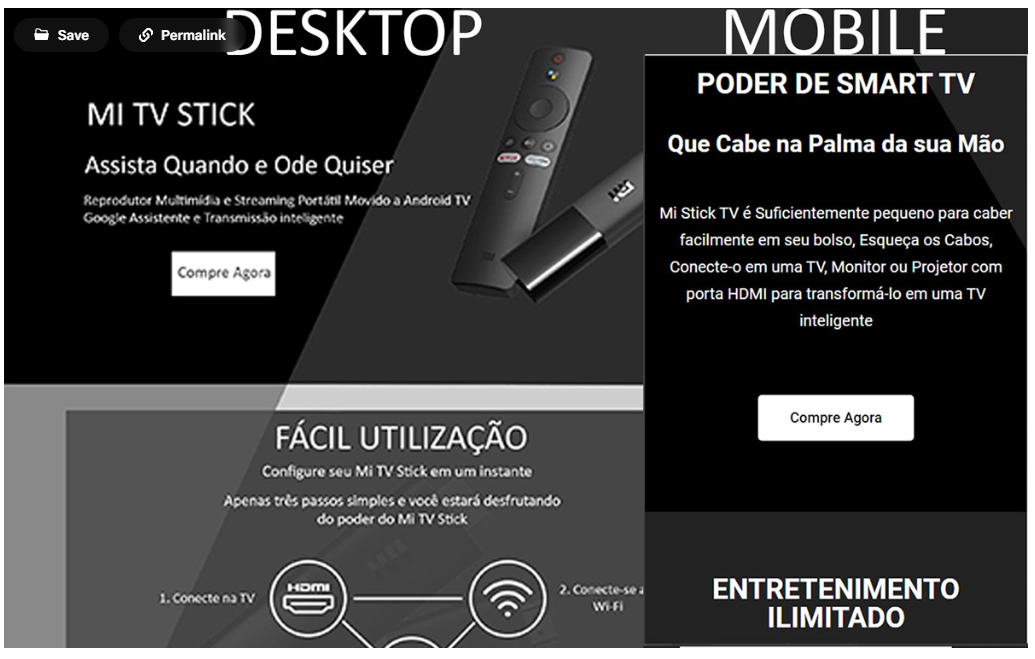 Save
Permalink
DESKTOP
MI TV STICK
Assista Quando e Ode Quiser
Reprodutor Multimídia e Streaming Portátil Movido a Android TV
Google Assistente e Transmissão inteligente
Compre Agora
FÁCIL UTILIZAÇÃO
Configure seu Mi TV Stick em um instante
Apenas três passos simples e você estará desfrutando
do poder do Mi TV Stick
1. Conecte na TV
HDMI
2. Conecte-se a
Wi-Fi
MOBILE
PODER DE SMART TV
Que Cabe na Palma da sua Mão
Mi Stick TV é Suficientemente pequeno para caber
facilmente em seu bolso, Esqueça os Cabos,
Conecte-o em uma TV, Monitor ou Projetor com
porta HDMI para transformá-lo em uma TV
inteligente
Compre Agora
ENTRETENIMENTO
ILIMITADO